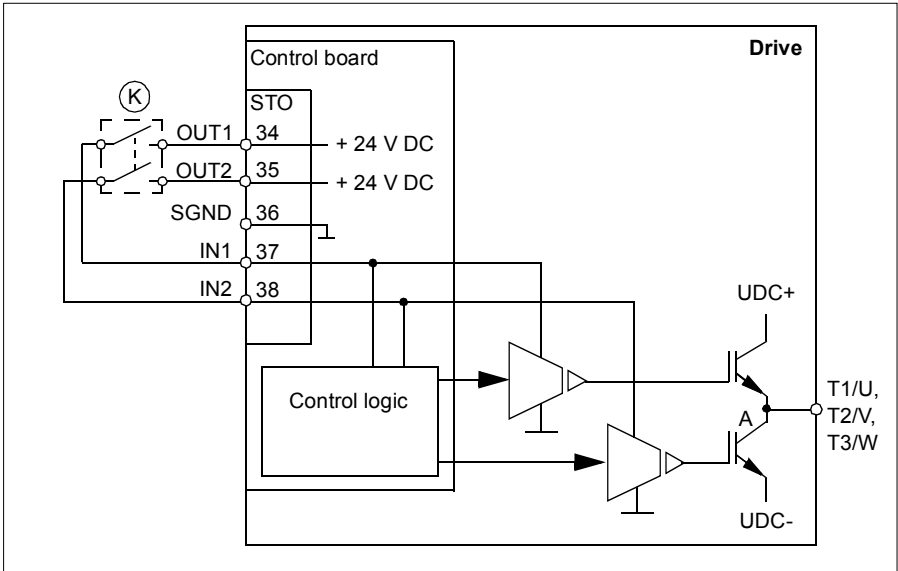 Drive
Control board
K
STO
OUT1 34 + 24 V DC
OUT2 35 + 24 V DC
SGND 36
IN1 37
IN2 38
UDC+
Control logic
A
T1/U,
T2/V,
T3/W
UDC-